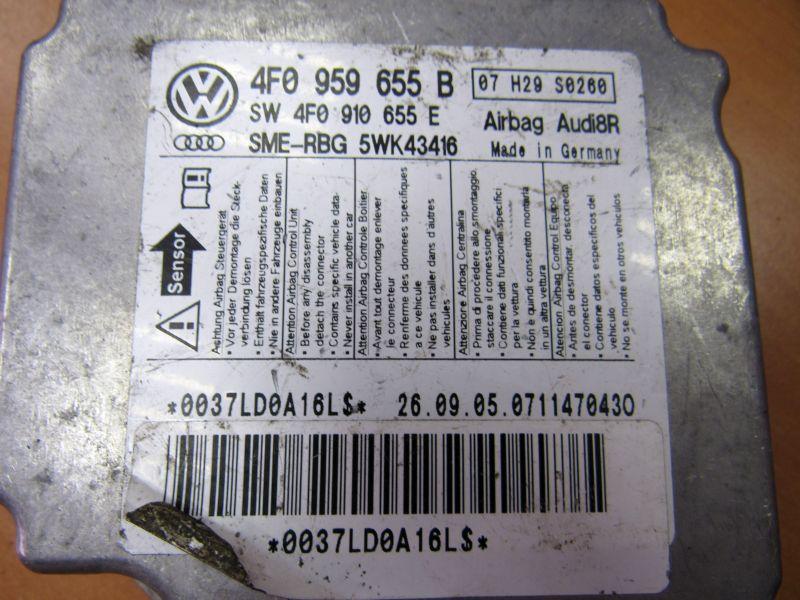 4F0 959 655 B
07 H29 S0260
SW 4F0 910 655 E
Airbag Audi8R
SME-RBG 5WK43416
Made in Germany
Sensor
Achtung Airbag Steuergerät
• Vor jeder Demontage die Steck-
verbindung lösen
• Enthält fahrzeugspezifische Daten
• Nie in andere Fahrzeuge einbauen
Attention Airbag Control Unit
• Before any disassembly
detach the connector
• Contains specific vehicle data
• Never install in another car
Attention Airbag Controle Boitier
• Avant tout demontage enlever
le connecteur
• Renferme des donnees specifiques
a ce vehicule
• Ne pas installer dans d'autres
vehicules
Attenzione Airbag Centralina
• Prima di procedere allo smontaggio
staccare il connessione
• Contiene dati funzionali specifici
per la vettura
• Non è quindi consentito montarla
in un altra vettura
Atencion Airbag Control Equipo
• Antes de desmontar, desconecta
el conector
• Contiene datos especificos del
vehiculo
• No se monte en otros vehiculos
*0037LD0A16L$*
26.09.05.0711470430
*0037LD0A16L$*